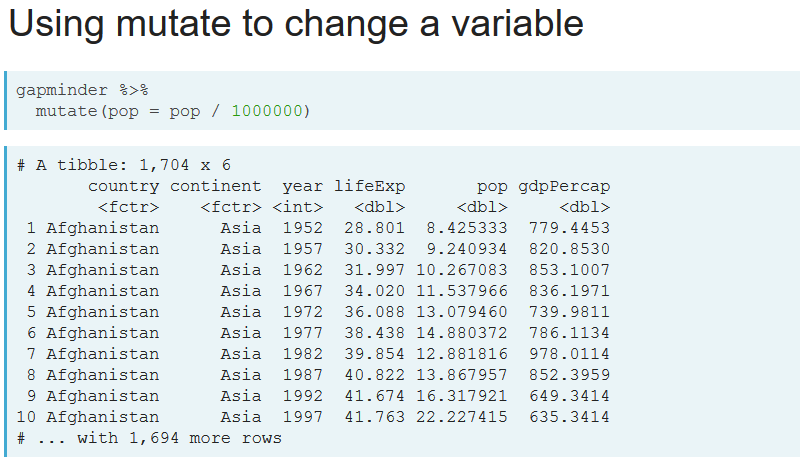 Using mutate to change a variable
gapminder %>%
  mutate(pop = pop / 1000000)
# A tibble: 1,704 x 6
       country continent  year lifeExp       pop gdpPercap
        <fctr>    <fctr> <int>   <dbl>     <dbl>     <dbl>
 1 Afghanistan      Asia  1952  28.801  8.425333  779.4453
 2 Afghanistan      Asia  1957  30.332  9.240934  820.8530
 3 Afghanistan      Asia  1962  31.997 10.267083  853.1007
 4 Afghanistan      Asia  1967  34.020 11.537966  836.1971
 5 Afghanistan      Asia  1972  36.088 13.079460  739.9811
 6 Afghanistan      Asia  1977  38.438 14.880372  786.1134
 7 Afghanistan      Asia  1982  39.854 12.881816  978.0114
 8 Afghanistan      Asia  1987  40.822 13.867957  852.3959
 9 Afghanistan      Asia  1992  41.674 16.317921  649.3414
10 Afghanistan      Asia  1997  41.763 22.227415  635.3414
# ... with 1,694 more rows